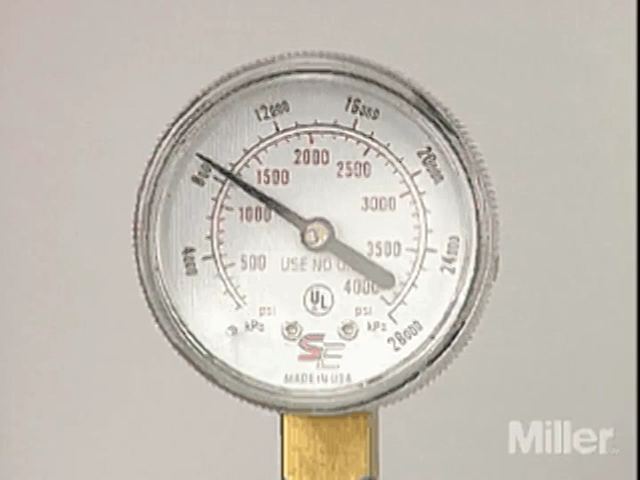 12000
16000
20000
24000
28000
4000
2000
1500
2500
1000
3000
500
3500
4000
USE NO
UL
psi
psi
kPa
kPa
SE
MADE IN USA
Miller